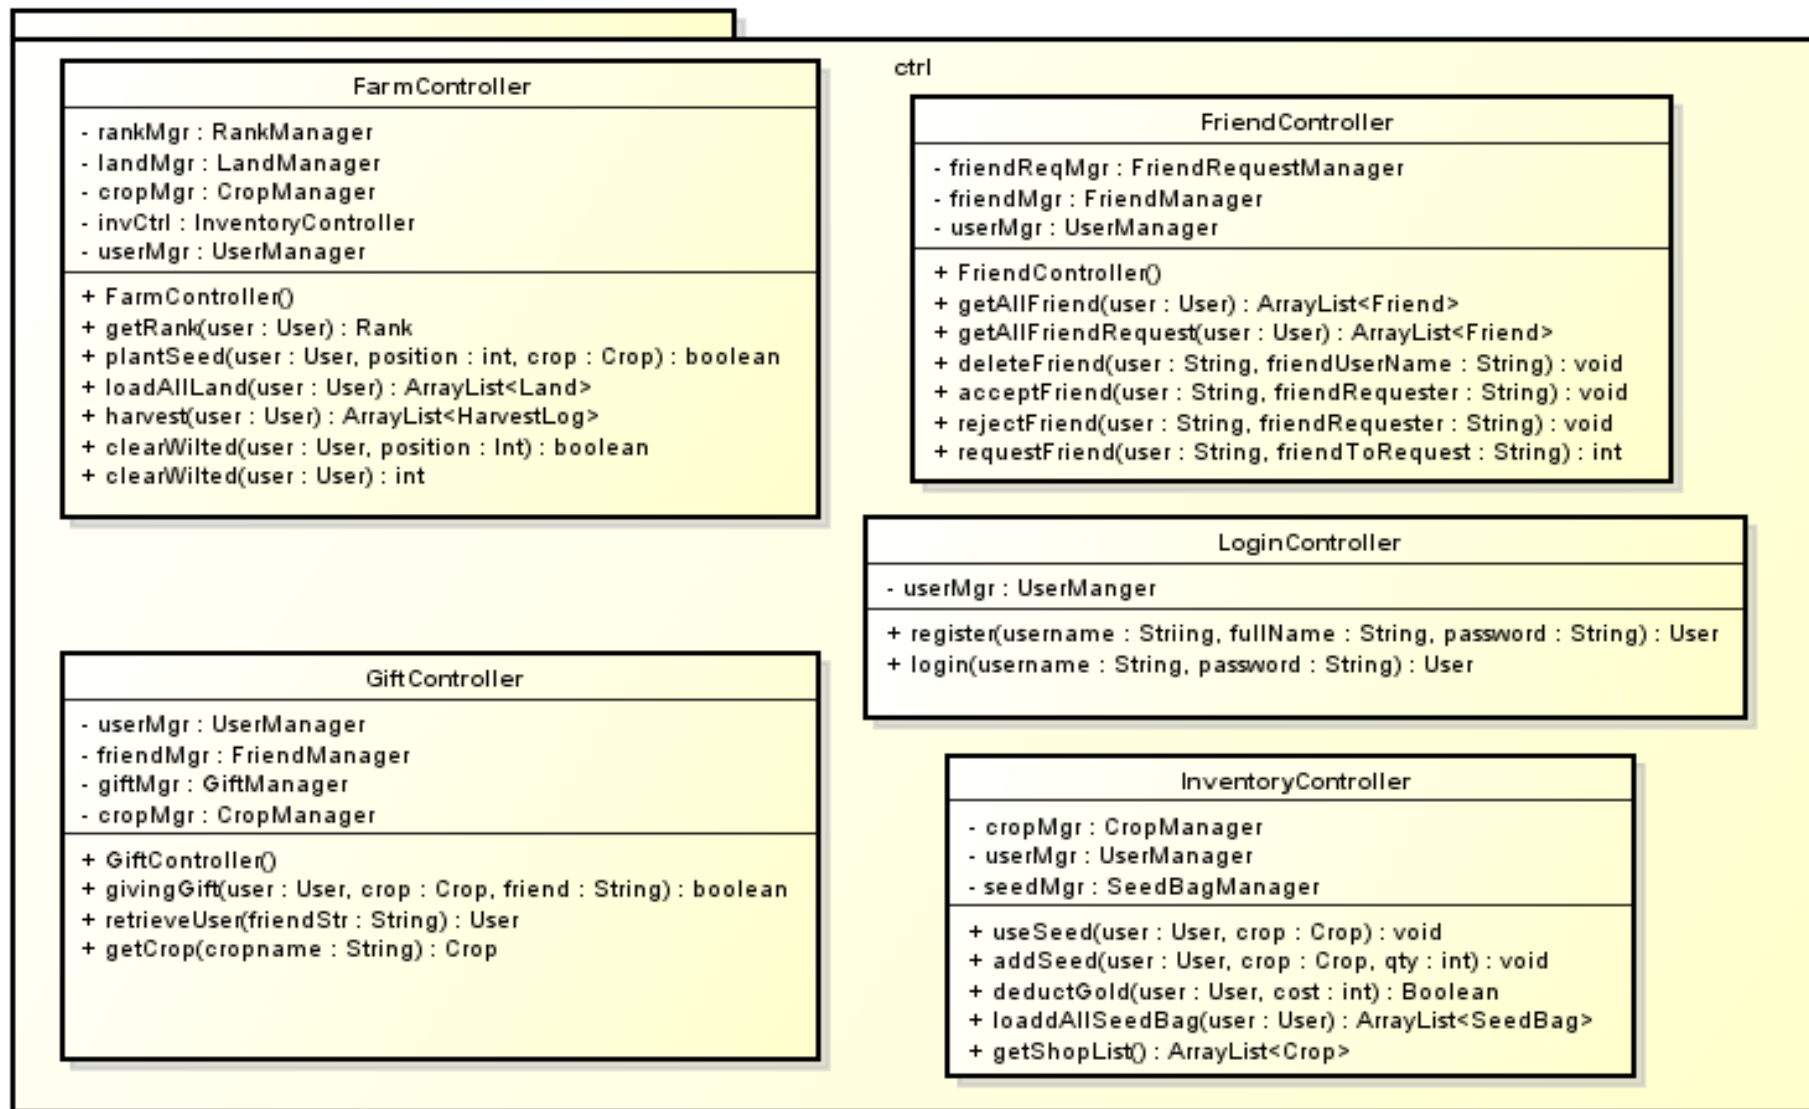 FarmController
- rankMgr : RankManager
- landMgr : LandManager
- cropMgr : CropManager
- invCtrl : InventoryController
- userMgr : UserManager
+ FarmController()
+ getRank(user : User) : Rank
+ plantSeed(user : User, position : int, crop : Crop) : boolean
+ loadAllLand(user : User) : ArrayList<Land>
+ harvest(user : User) : ArrayList<HarvestLog>
+ clearWilted(user : User, position : Int) : boolean
+ clearWilted(user : User) : int
ctrl
FriendController
- friendReqMgr : FriendRequestManager
- friendMgr : FriendManager
- userMgr : UserManager
+ FriendController()
+ getAllFriend(user : User) : ArrayList<Friend>
+ getAllFriendRequest(user : User) : ArrayList<Friend>
+ deleteFriend(user : String, friendUserName : String) : void
+ acceptFriend(user : String, friendRequester : String) : void
+ rejectFriend(user : String, friendRequester : String) : void
+ requestFriend(user : String, friendToRequest : String) : int
LoginController
- userMgr : UserManger
+ register(username : Striing, fullName : String, password : String) : User
+ login(username : String, password : String) : User
GiftController
- userMgr : UserManager
- friendMgr : FriendManager
- giftMgr : GiftManager
- cropMgr : CropManager
+ GiftController()
+ givingGift(user : User, crop : Crop, friend : String) : boolean
+ retrieveUser(friendStr : String) : User
+ getCrop(cropname : String) : Crop
InventoryController
- cropMgr : CropManager
- userMgr : UserManager
- seedMgr : SeedBagManager
+ useSeed(user : User, crop : Crop) : void
+ addSeed(user : User, crop : Crop, qty : int) : void
+ deductGold(user : User, cost : int) : Boolean
+ loaddAllSeedBag(user : User) : ArrayList<SeedBag>
+ getShopList() : ArrayList<Crop>